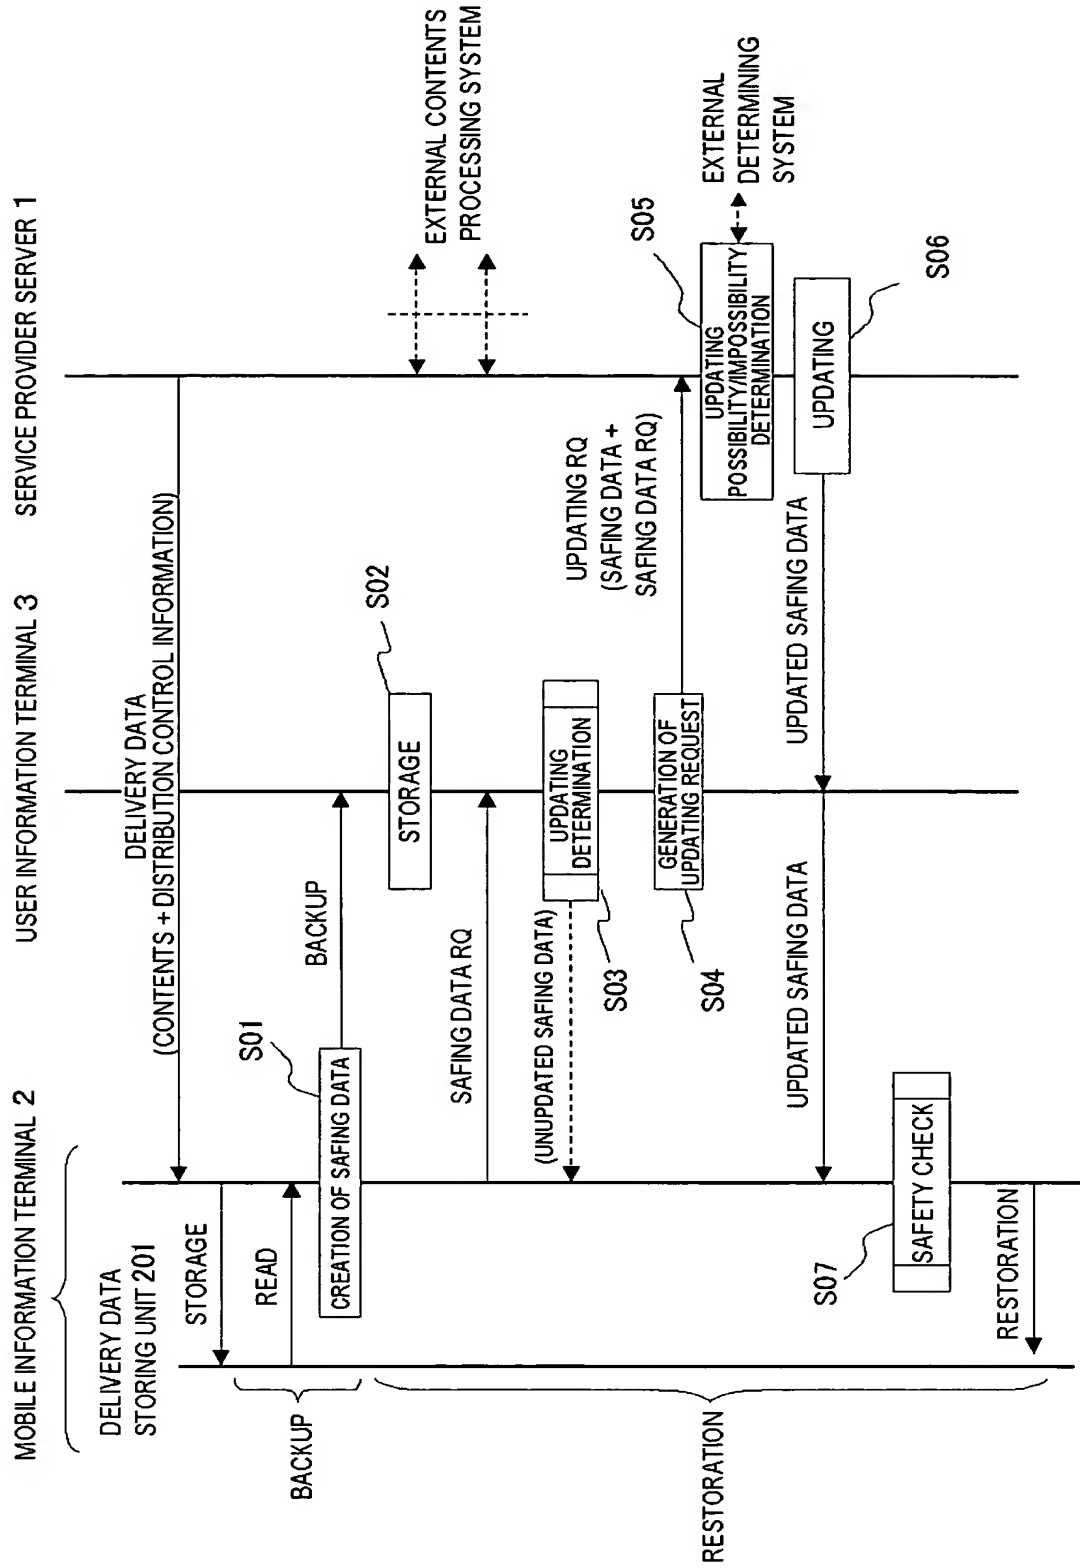 MOBILE INFORMATION TERMINAL 2
USER INFORMATION TERMINAL 3
SERVICE PROVIDER SERVER 1
DELIVERY DATA
STORING UNIT 201
DELIVERY DATA
(CONTENTS + DISTRIBUTION CONTROL INFORMATION)
STORAGE
READ
S01
CREATION OF SAFING DATA
BACKUP
BACKUP
S02
STORAGE
EXTERNAL CONTENTS
PROCESSING SYSTEM
SAFING DATA RQ
UPDATING
DETERMINATION
(UNUPDATED SAFING DATA)
S03
GENERATION OF
UPDATING REQUEST
S04
UPDATING RQ
(SAFING DATA +
SAFING DATA RQ)
S05
UPDATING
POSSIBILITY/IMPOSSIBILITY
DETERMINATION
EXTERNAL
DETERMINING
SYSTEM
UPDATING
S06
UPDATED SAFING DATA
UPDATED SAFING DATA
S07
SAFETY CHECK
RESTORATION
RESTORATION